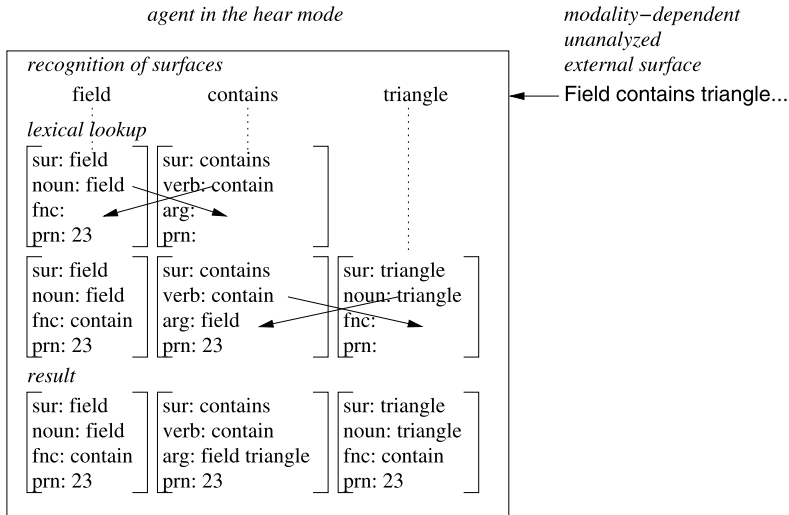 agent in the hear mode
modality−dependent
unanalyzed
external surface
recognition of surfaces
field contains triangle
Field contains triangle...
lexical lookup
sur: field sur: contains
noun: field verb: contain
fnc: arg:
prn: 23 prn:
sur: field sur: contains sur: triangle
noun: field verb: contain noun: triangle
fnc: contain arg: field fnc:
prn: 23 prn: 23 prn:
result
sur: field sur: contains sur: triangle
noun: field verb: contain noun: triangle
fnc: contain arg: field triangle fnc: contain
prn: 23 prn: 23 prn: 23